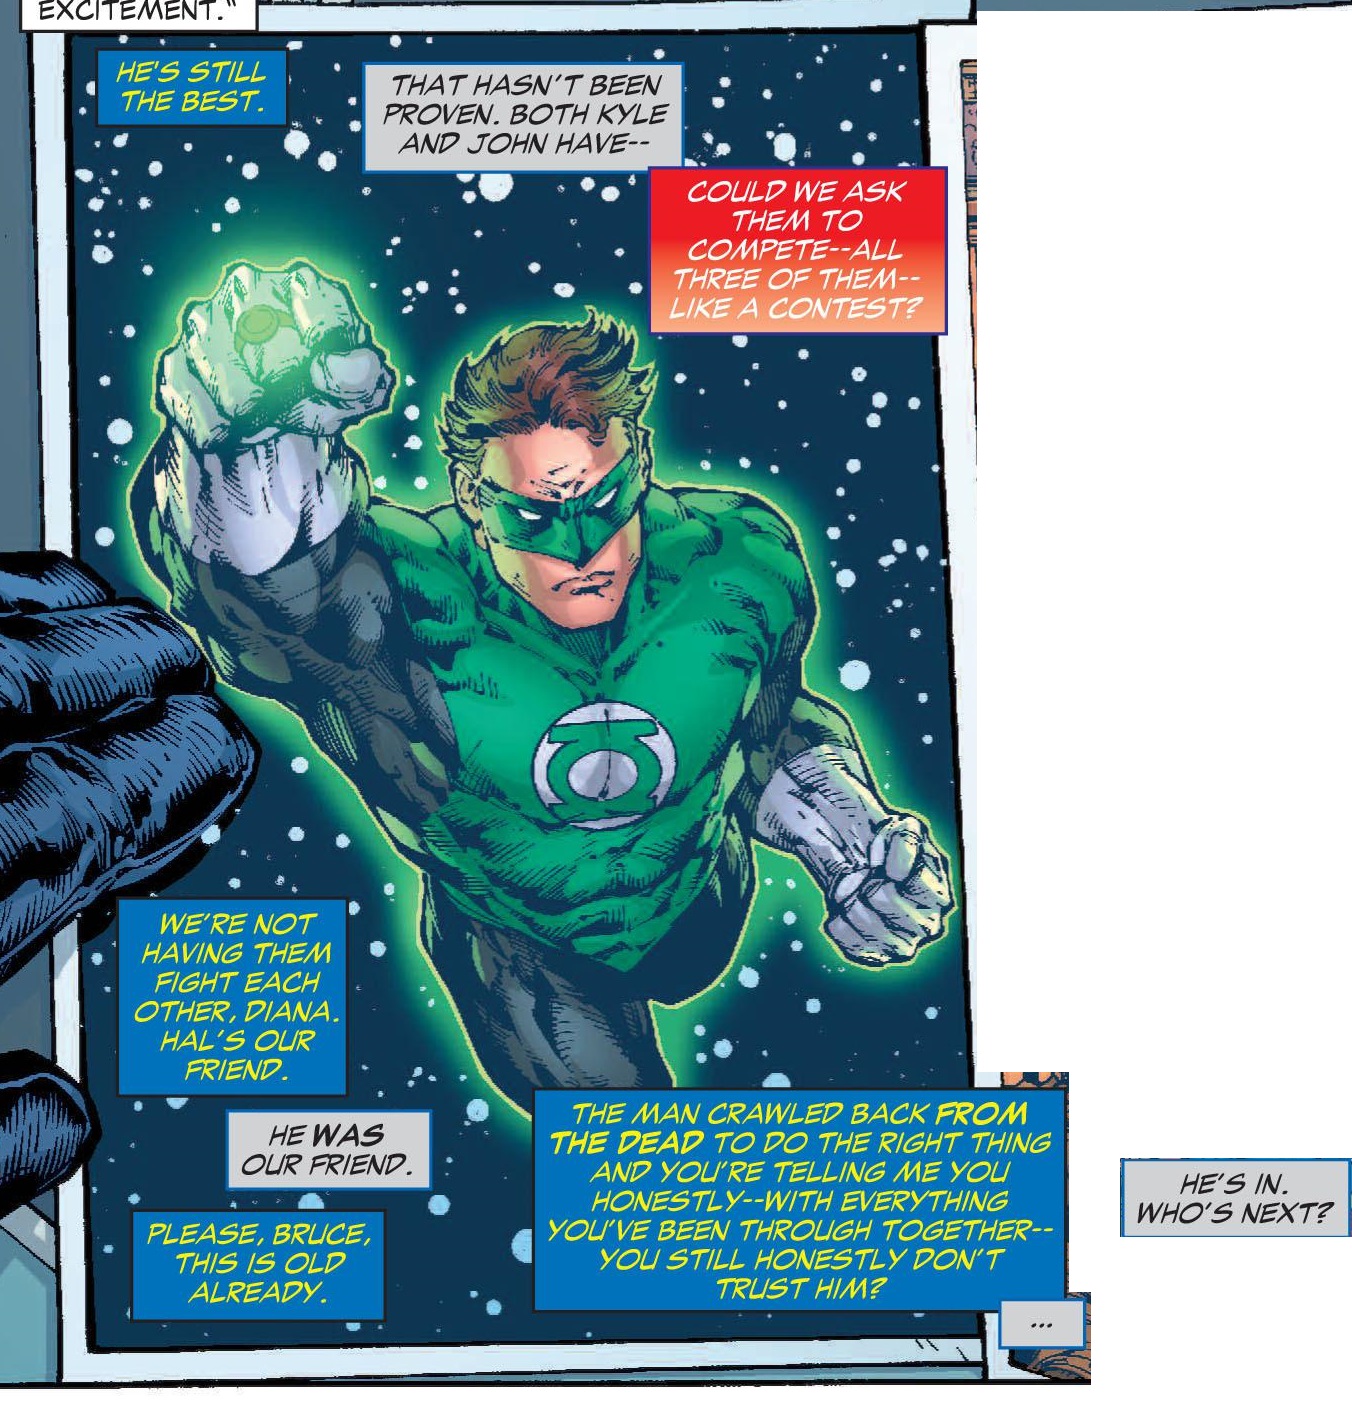 EXCITEMENT."
HE'S STILL
THE BEST.
THAT HASN'T BEEN
PROVEN. BOTH KYLE
AND JOHN HAVE--
COULD WE ASK
THEM TO
COMPETE--ALL
THREE OF THEM--
LIKE A CONTEST?
WE'RE NOT
HAVING THEM
FIGHT EACH
OTHER, DIANA.
HAL'S OUR
FRIEND.
HE WAS
OUR FRIEND.
PLEASE, BRUCE,
THIS IS OLD
ALREADY.
THE MAN CRAWLED BACK FROM
THE DEAD TO DO THE RIGHT THING
AND YOU'RE TELLING ME YOU
HONESTLY--WITH EVERYTHING
YOU'VE BEEN THROUGH TOGETHER--
YOU STILL HONESTLY DON'T
TRUST HIM?
...
HE'S IN.
WHO'S NEXT?